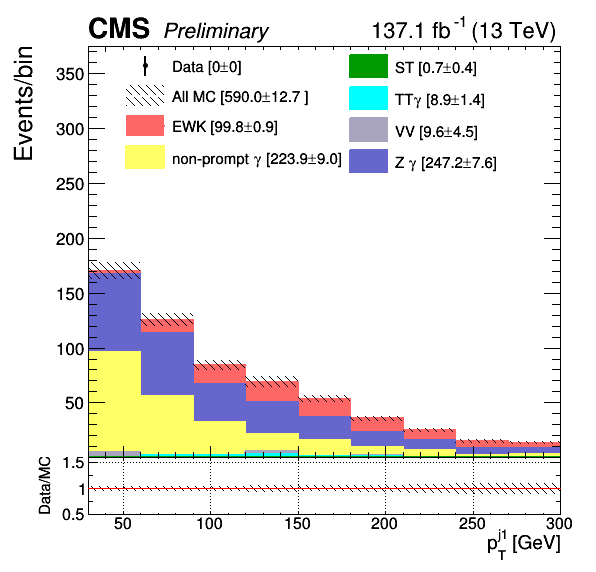 CMS Preliminary 137.1 fb⁻¹ (13 TeV)
Events/bin
350
300
250
200
150
100
50
Data [0±0]
All MC [590.0±12.7 ]
EWK [99.8±0.9]
non-prompt γ [223.9±9.0]
ST [0.7±0.4]
TTγ [8.9±1.4]
VV [9.6±4.5]
Z γ [247.2±7.6]
Data/MC
1.5
1
0.5
50 100 150 200 250 300
p_T^j1 [GeV]